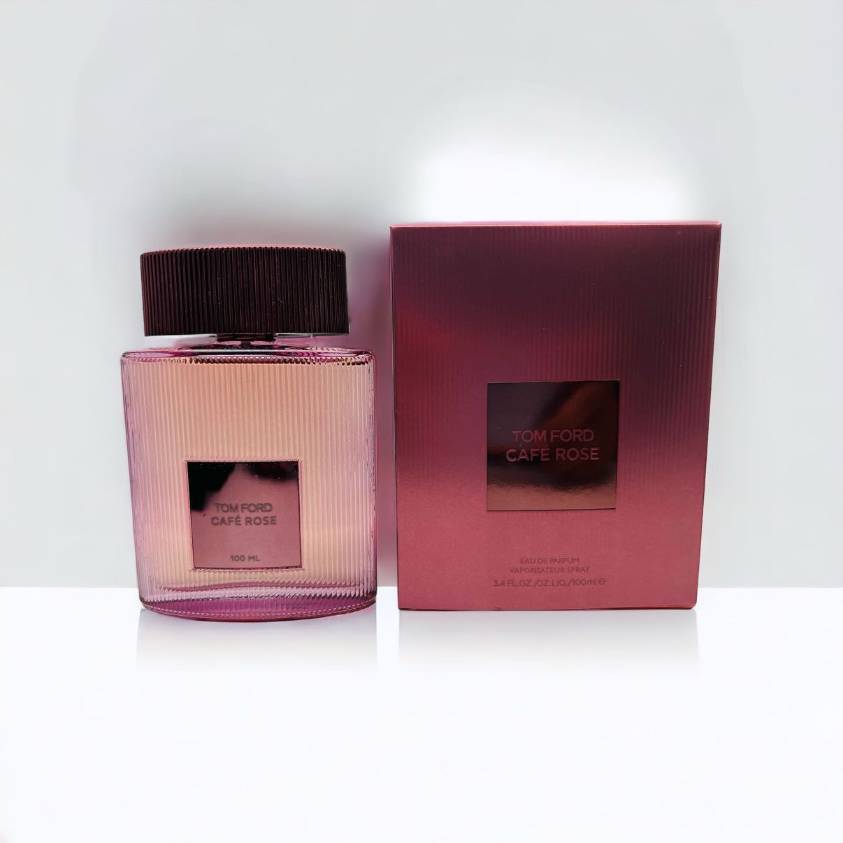 TOM FORD
CAFÉ ROSE
100 ML
TOM FORD
CAFÉ ROSE
EAU DE PARFUM
VAPORISATEUR SPRAY
3.4 FL.OZ./OZ.LIQ./100ml ℮